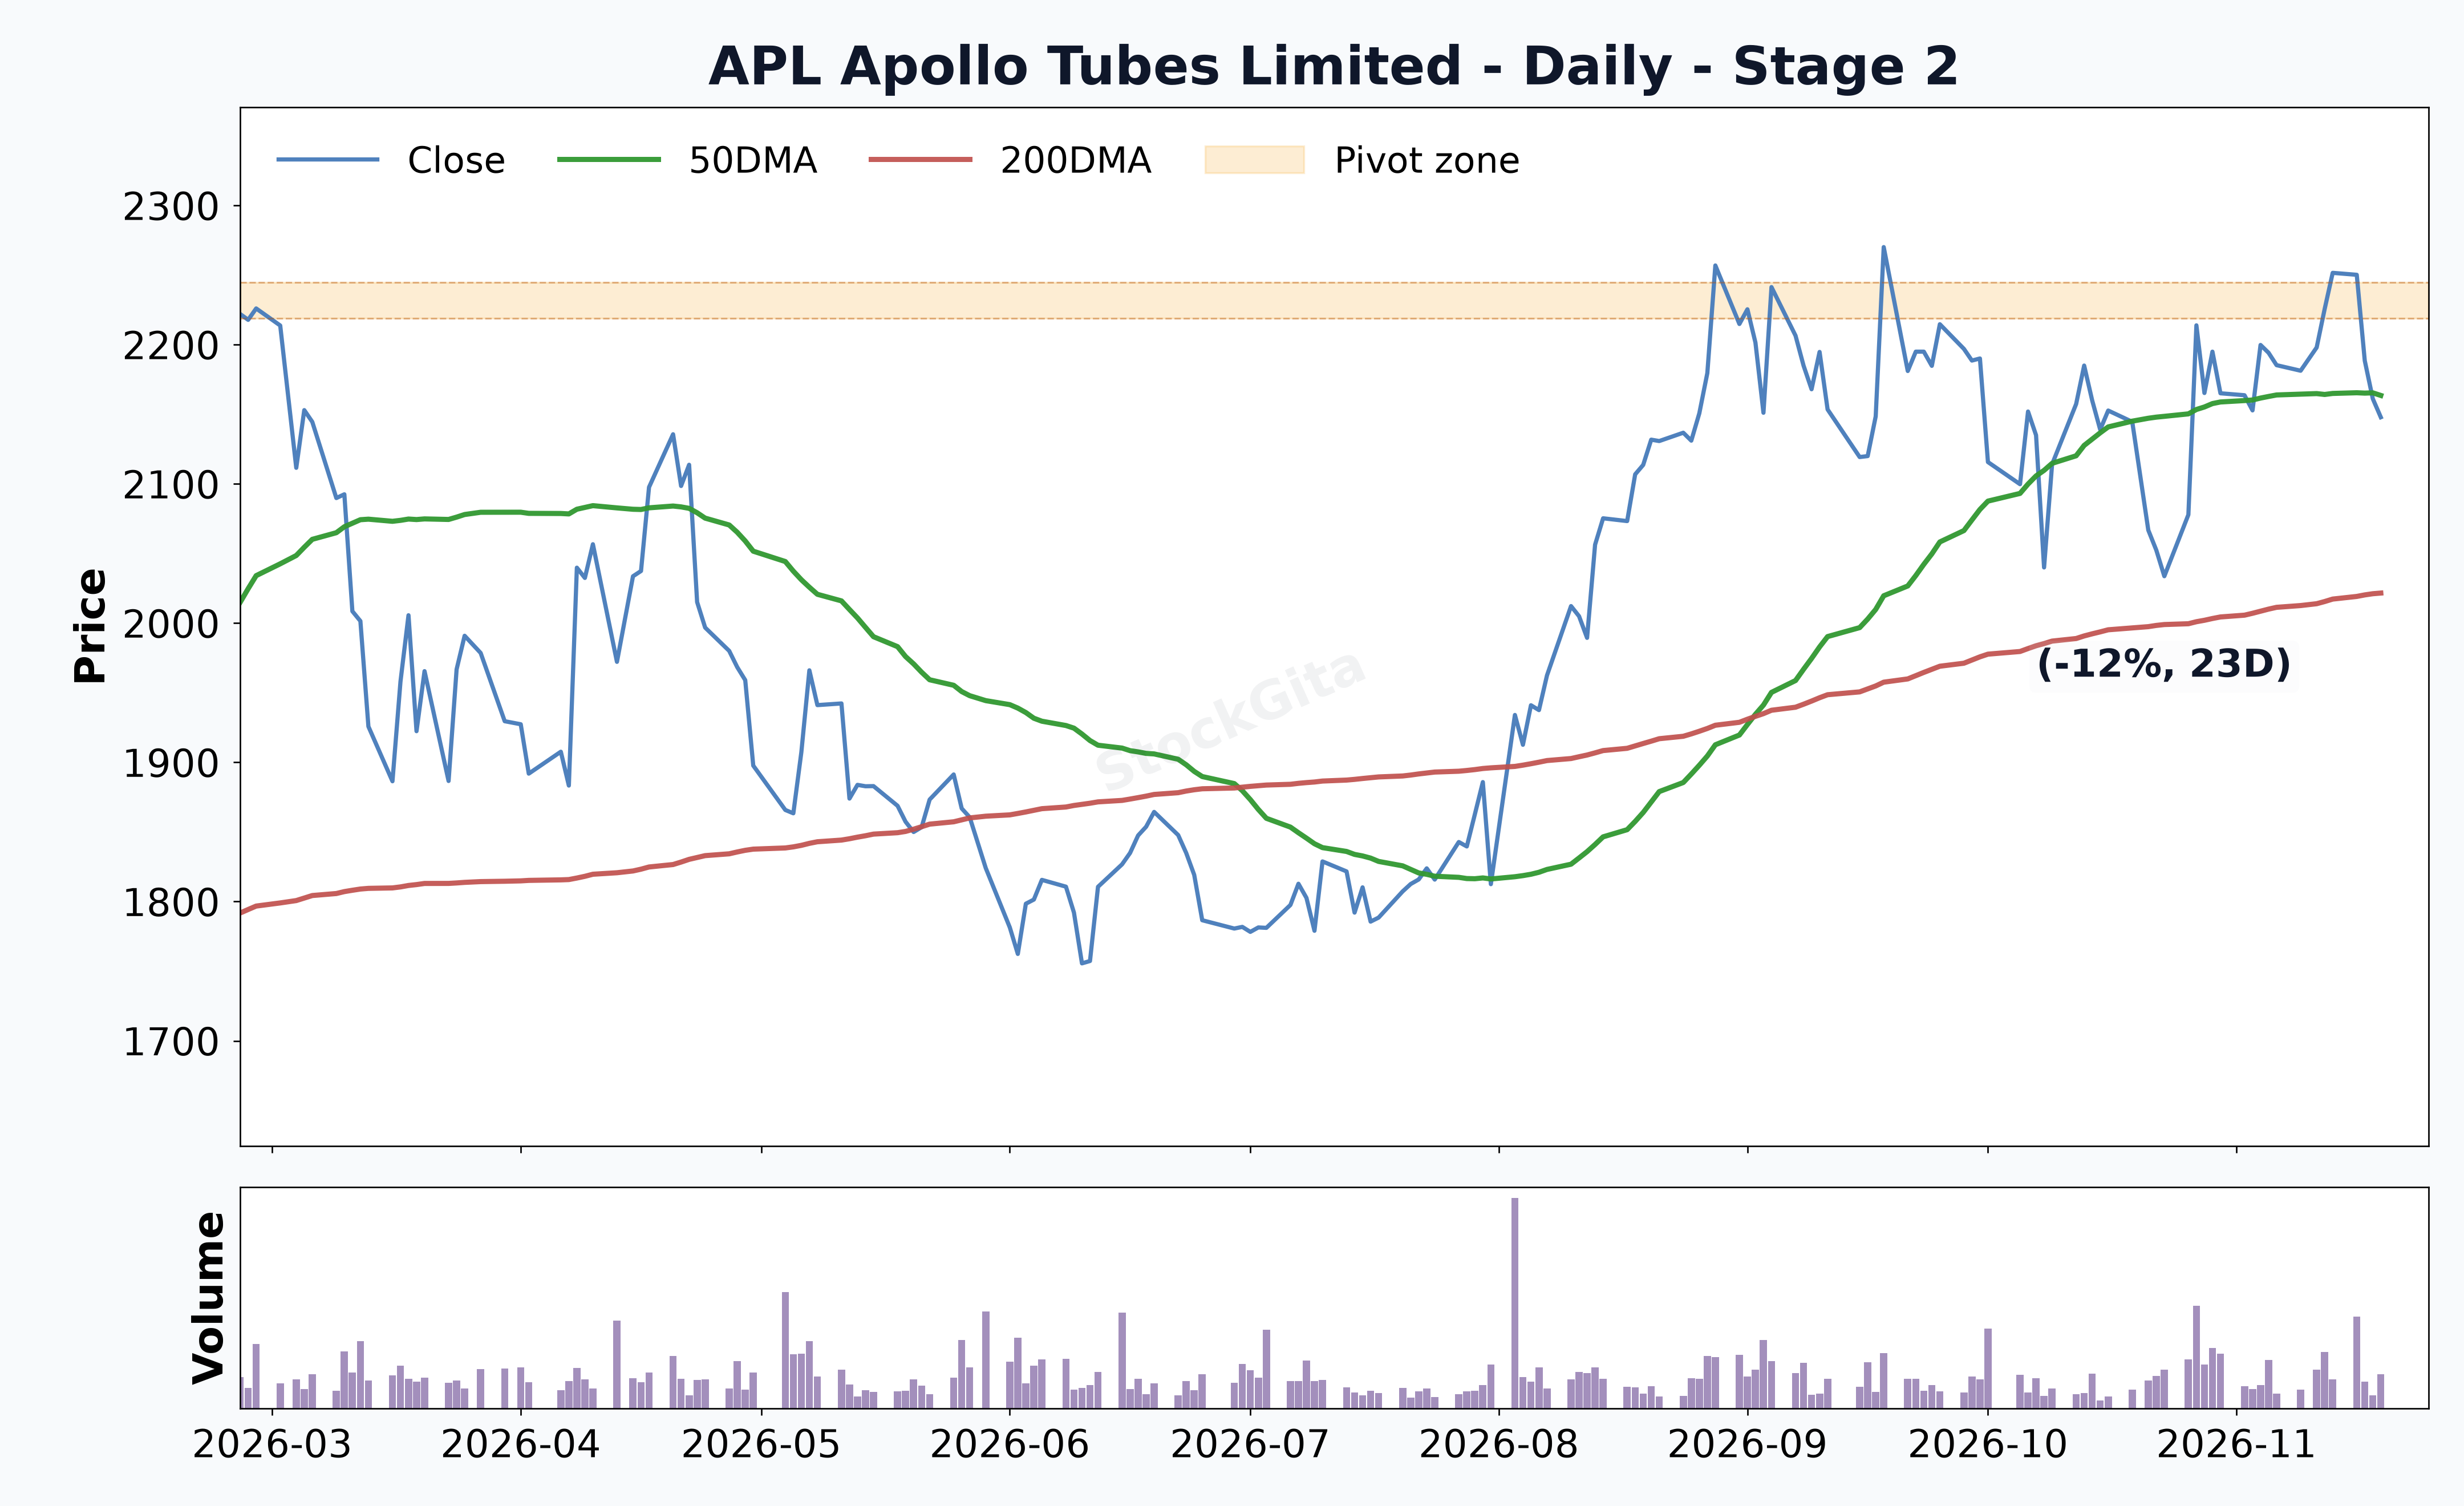 APL Apollo Tubes Limited - Daily - Stage 2
Close 50DMA 200DMA Pivot zone
2300
2200
2100
2000
1900
1800
1700
Price
(-12%, 23D)
StockGita
Volume
2026-03 2026-04 2026-05 2026-06 2026-07 2026-08 2026-09 2026-10 2026-11